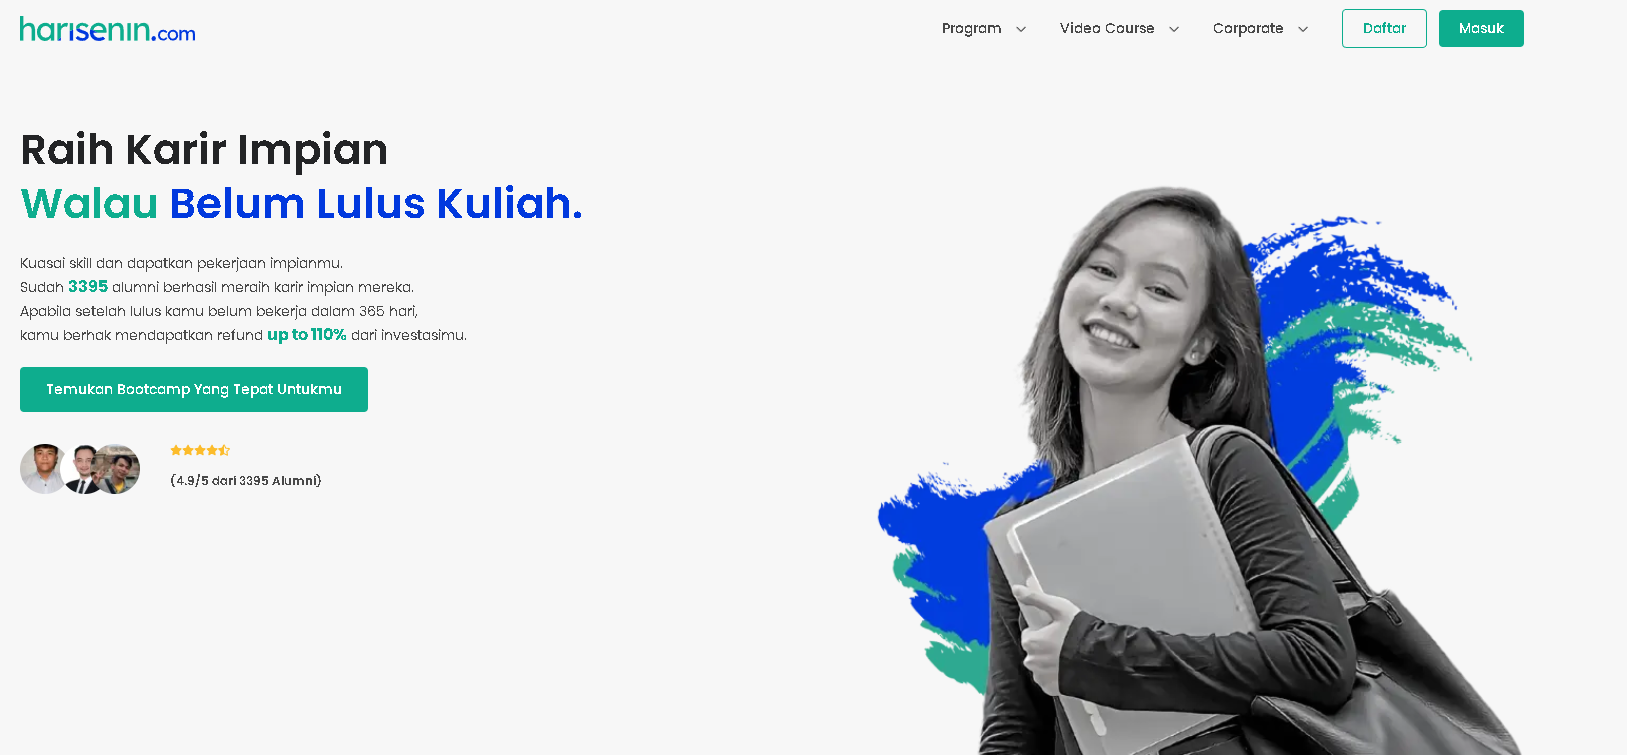 harisenin.com
Program
Video Course
Corporate
Daftar
Masuk
Raih Karir Impian
Walau Belum Lulus Kuliah.
Kuasai skill dan dapatkan pekerjaan impianmu.
Sudah 3395 alumni berhasil meraih karir impian mereka.
Apabila setelah lulus kamu belum bekerja dalam 365 hari,
kamu berhak mendapatkan refund up to 110% dari investasimu.
Temukan Bootcamp Yang Tepat Untukmu
(4.9/5 dari 3395 Alumni)